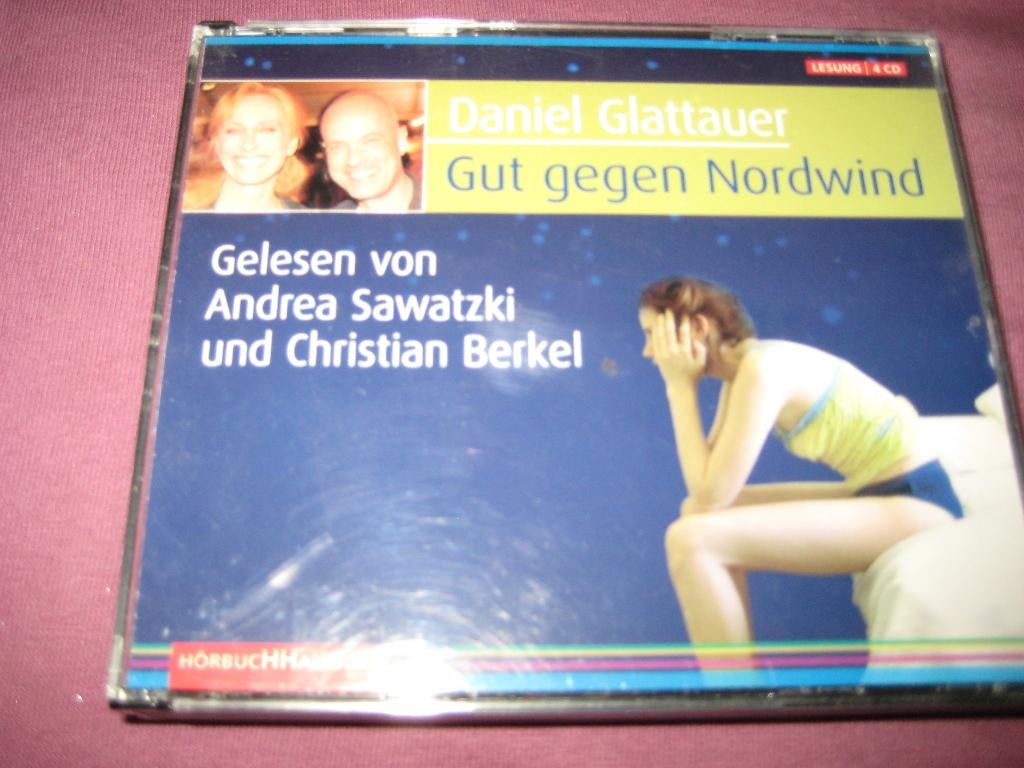 LESUNG | 4 CD
Daniel Glattauer
Gut gegen Nordwind
Gelesen von
Andrea Sawatzki
und Christian Berkel